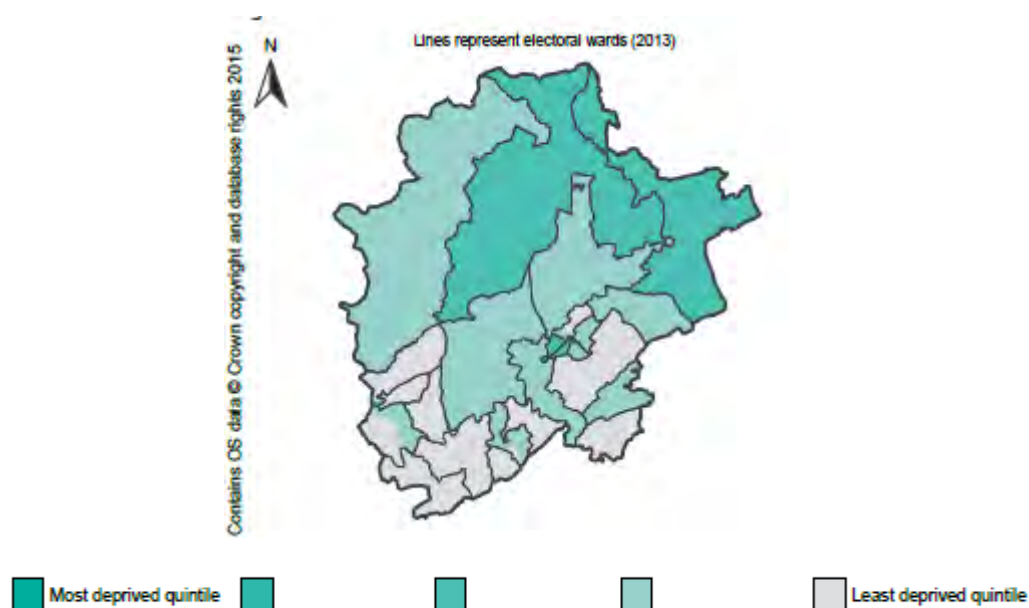 Lines represent electoral wards (2013)
N
Contains OS data © Crown copyright and database rights 2015
Most deprived quintile
Least deprived quintile